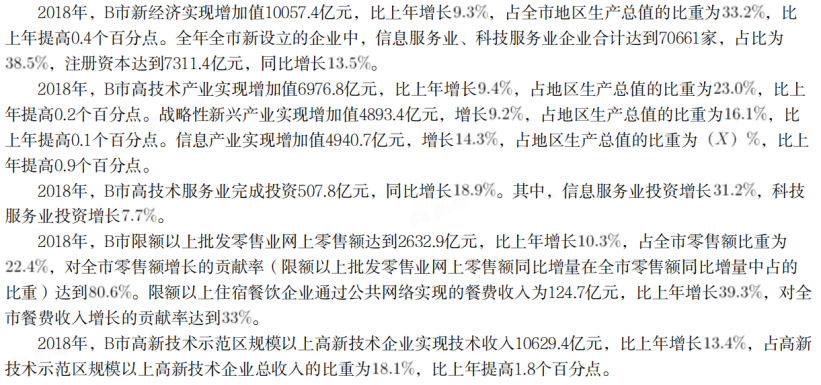 2018年，B市新经济实现增加值10057.4亿元，比上年增长9.3%，占全市地区生产总值的比重为33.2%，比
上年提高0.4个百分点。全年全市新设立的企业中，信息服务业、科技服务业企业合计达到70661家，占比为
38.5%，注册资本达到7311.4亿元，同比增长13.5%。
2018年，B市高技术产业实现增加值6976.8亿元，比上年增长9.4%，占地区生产总值的比重为23.0%，比上
年提高0.2个百分点。战略性新兴产业实现增加值4893.4亿元，增长9.2%，占地区生产总值的比重为16.1%，比
上年提高0.1个百分点。信息产业实现增加值4940.7亿元，增长14.3%，占地区生产总值的比重为（X）%，比上
年提高0.9个百分点。
2018年，B市高技术服务业完成投资507.8亿元，同比增长18.9%。其中，信息服务业投资增长31.2%，科技
服务业投资增长7.7%。
2018年，B市限额以上批发零售业网上零售额达到2632.9亿元，比上年增长10.3%，占全市零售额比重为
22.4%，对全市零售额增长的贡献率（限额以上批发零售业网上零售额同比增量在全市零售额同比增量中占的
比重）达到80.6%。限额以上住宿餐饮企业通过公共网络实现的餐费收入为124.7亿元，比上年增长39.3%，对全
市餐费收入增长的贡献率达到33%。
2018年，B市高新技术示范区规模以上高新技术企业实现技术收入10629.4亿元，比上年增长13.4%，占高新
技术示范区规模以上高新技术企业总收入的比重为18.1%，比上年提高1.8个百分点。